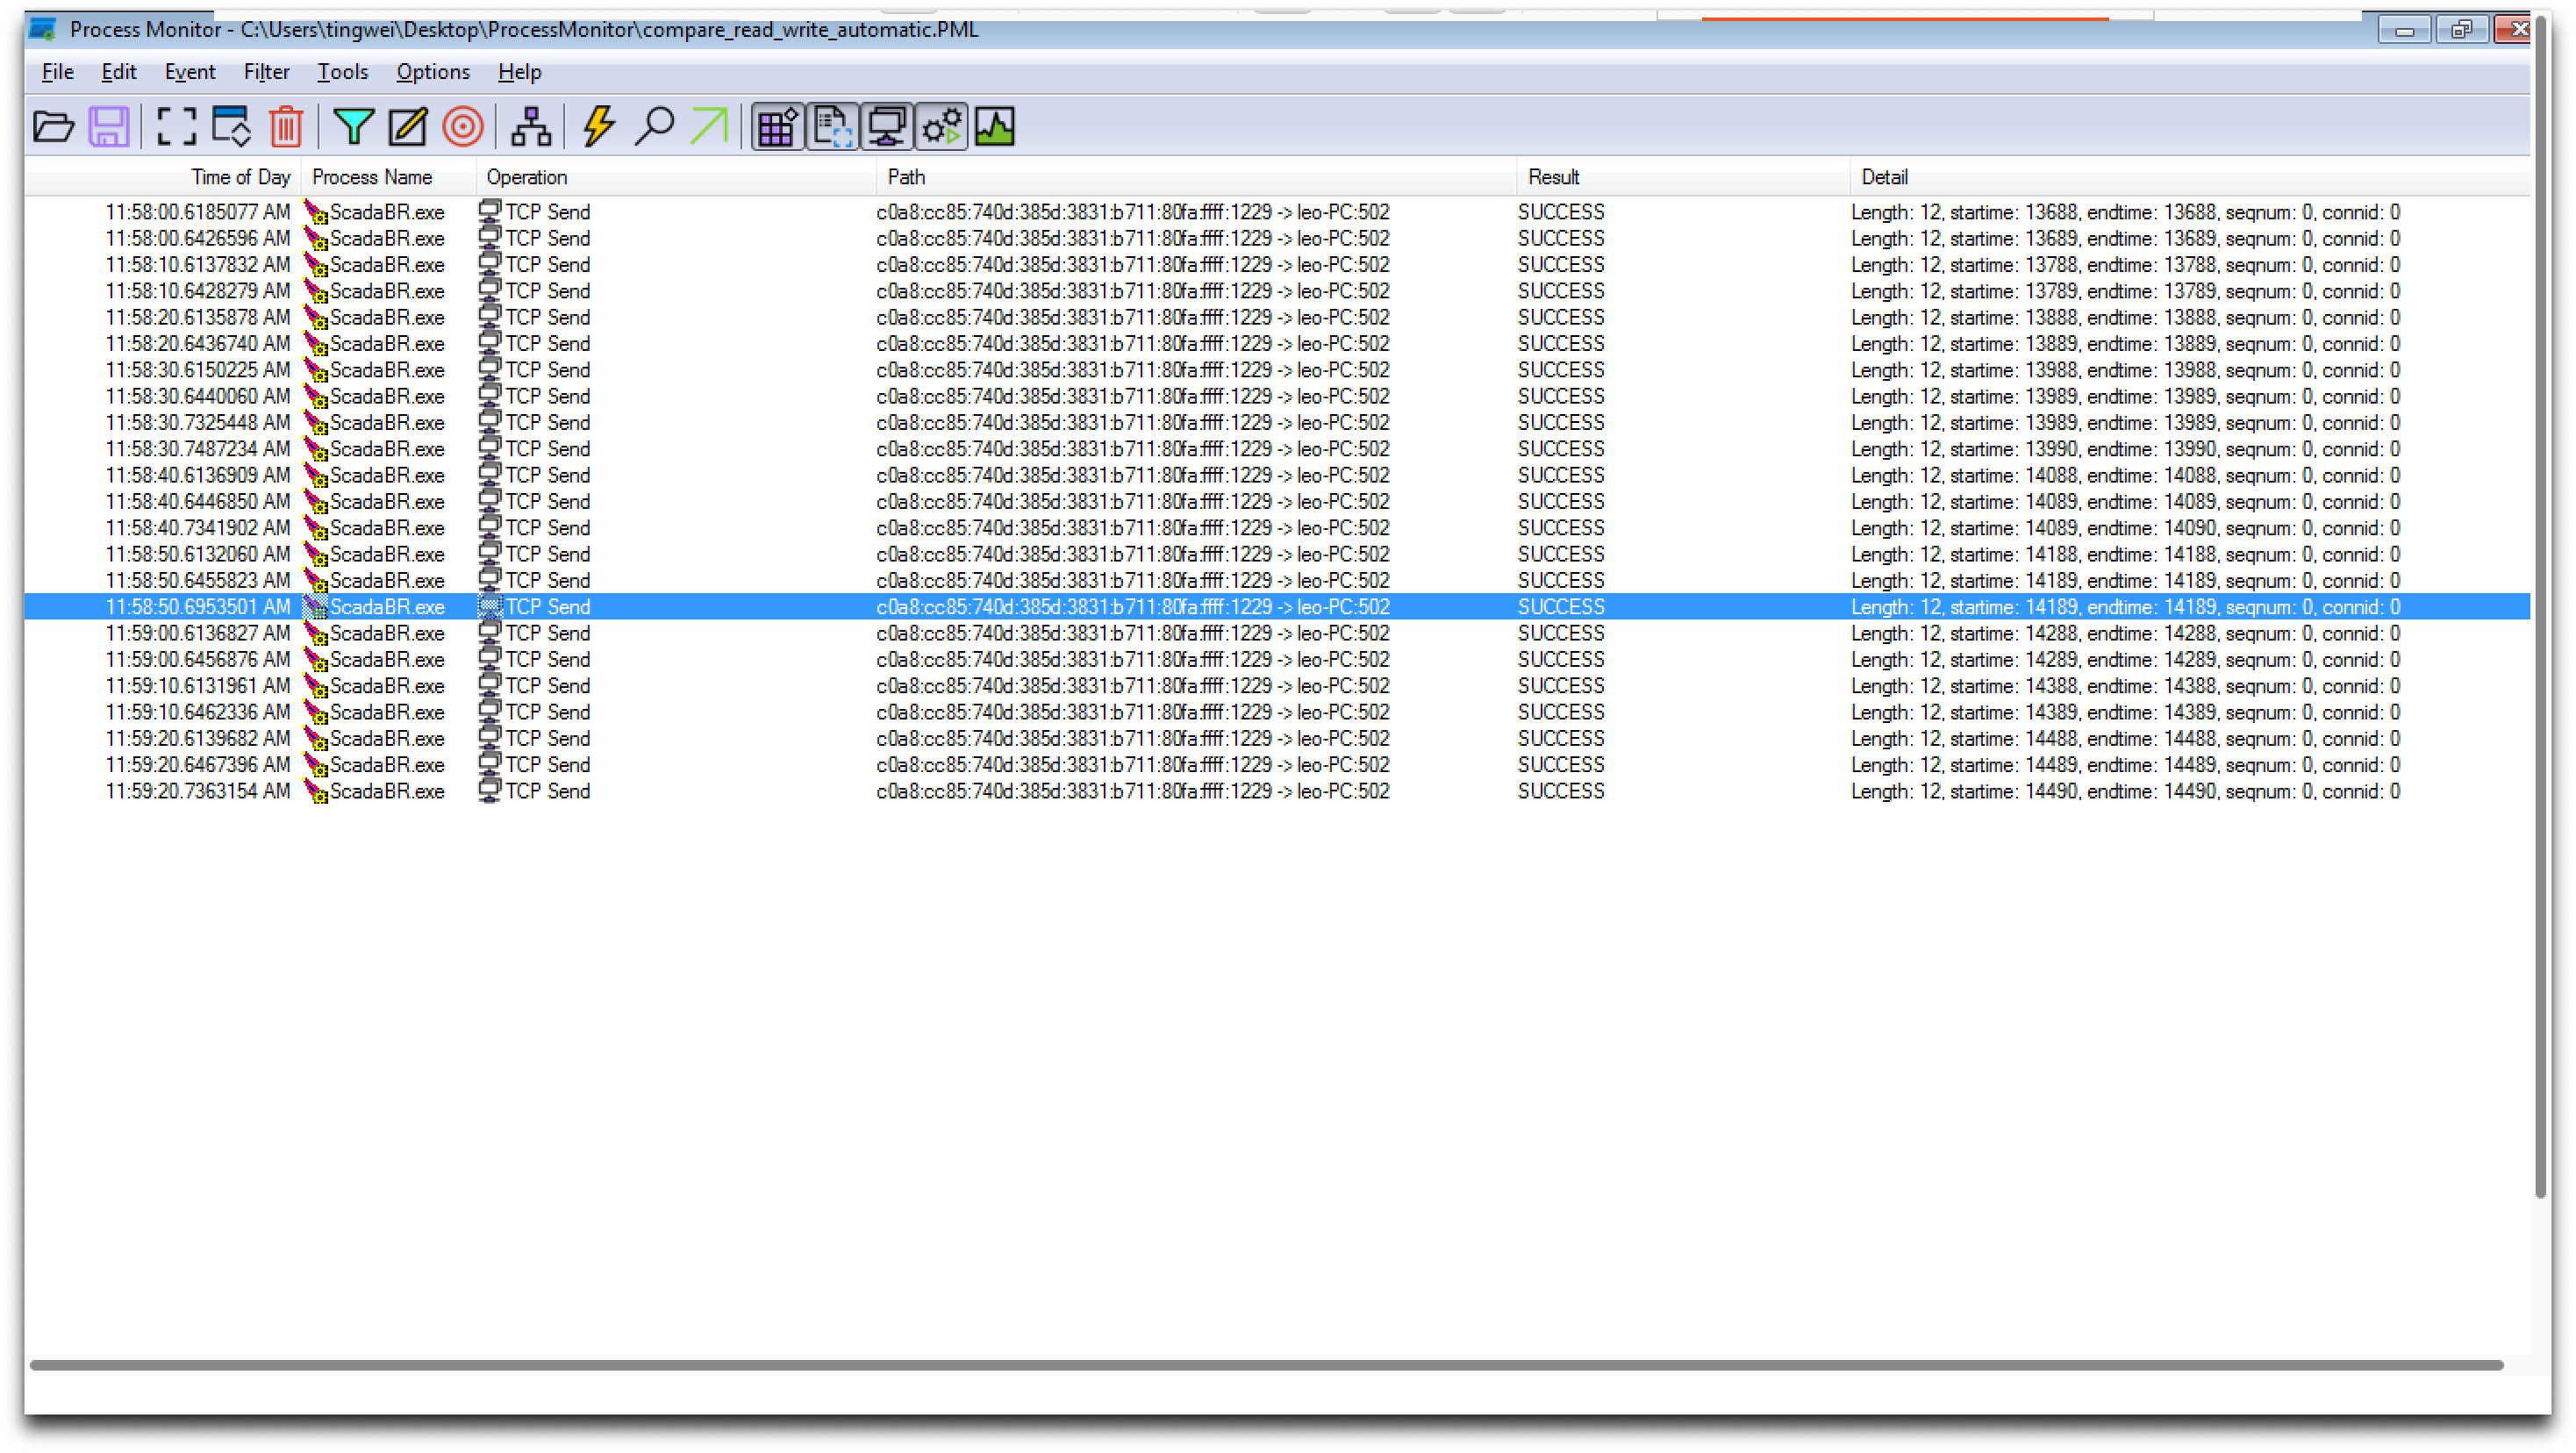 Process Monitor - C:\Users\tingwei\Desktop\ProcessMonitor\compare_read_write_automatic.PML
File Edit Event Filter Tools Options Help
Time of Day Process Name Operation Path Result Detail
11:58:00.6185077 AM ScadaBR.exe TCP Send c0a8:cc85:740d:385d:3831:b711:80fa:ffff:1229 -> leo-PC:502 SUCCESS Length: 12, startime: 13688, endtime: 13688, seqnum: 0, connid: 0
11:58:00.6426596 AM ScadaBR.exe TCP Send c0a8:cc85:740d:385d:3831:b711:80fa:ffff:1229 -> leo-PC:502 SUCCESS Length: 12, startime: 13689, endtime: 13689, seqnum: 0, connid: 0
11:58:10.6137832 AM ScadaBR.exe TCP Send c0a8:cc85:740d:385d:3831:b711:80fa:ffff:1229 -> leo-PC:502 SUCCESS Length: 12, startime: 13788, endtime: 13788, seqnum: 0, connid: 0
11:58:10.6428279 AM ScadaBR.exe TCP Send c0a8:cc85:740d:385d:3831:b711:80fa:ffff:1229 -> leo-PC:502 SUCCESS Length: 12, startime: 13789, endtime: 13789, seqnum: 0, connid: 0
11:58:20.6135878 AM ScadaBR.exe TCP Send c0a8:cc85:740d:385d:3831:b711:80fa:ffff:1229 -> leo-PC:502 SUCCESS Length: 12, startime: 13888, endtime: 13888, seqnum: 0, connid: 0
11:58:20.6436740 AM ScadaBR.exe TCP Send c0a8:cc85:740d:385d:3831:b711:80fa:ffff:1229 -> leo-PC:502 SUCCESS Length: 12, startime: 13889, endtime: 13889, seqnum: 0, connid: 0
11:58:30.6150225 AM ScadaBR.exe TCP Send c0a8:cc85:740d:385d:3831:b711:80fa:ffff:1229 -> leo-PC:502 SUCCESS Length: 12, startime: 13988, endtime: 13988, seqnum: 0, connid: 0
11:58:30.6440060 AM ScadaBR.exe TCP Send c0a8:cc85:740d:385d:3831:b711:80fa:ffff:1229 -> leo-PC:502 SUCCESS Length: 12, startime: 13989, endtime: 13989, seqnum: 0, connid: 0
11:58:30.7325448 AM ScadaBR.exe TCP Send c0a8:cc85:740d:385d:3831:b711:80fa:ffff:1229 -> leo-PC:502 SUCCESS Length: 12, startime: 13989, endtime: 13989, seqnum: 0, connid: 0
11:58:30.7487234 AM ScadaBR.exe TCP Send c0a8:cc85:740d:385d:3831:b711:80fa:ffff:1229 -> leo-PC:502 SUCCESS Length: 12, startime: 13990, endtime: 13990, seqnum: 0, connid: 0
11:58:40.6136909 AM ScadaBR.exe TCP Send c0a8:cc85:740d:385d:3831:b711:80fa:ffff:1229 -> leo-PC:502 SUCCESS Length: 12, startime: 14088, endtime: 14088, seqnum: 0, connid: 0
11:58:40.6446850 AM ScadaBR.exe TCP Send c0a8:cc85:740d:385d:3831:b711:80fa:ffff:1229 -> leo-PC:502 SUCCESS Length: 12, startime: 14089, endtime: 14089, seqnum: 0, connid: 0
11:58:40.7341902 AM ScadaBR.exe TCP Send c0a8:cc85:740d:385d:3831:b711:80fa:ffff:1229 -> leo-PC:502 SUCCESS Length: 12, startime: 14089, endtime: 14090, seqnum: 0, connid: 0
11:58:50.6132060 AM ScadaBR.exe TCP Send c0a8:cc85:740d:385d:3831:b711:80fa:ffff:1229 -> leo-PC:502 SUCCESS Length: 12, startime: 14188, endtime: 14188, seqnum: 0, connid: 0
11:58:50.6455823 AM ScadaBR.exe TCP Send c0a8:cc85:740d:385d:3831:b711:80fa:ffff:1229 -> leo-PC:502 SUCCESS Length: 12, startime: 14189, endtime: 14189, seqnum: 0, connid: 0
11:58:50.6953501 AM ScadaBR.exe TCP Send c0a8:cc85:740d:385d:3831:b711:80fa:ffff:1229 -> leo-PC:502 SUCCESS Length: 12, startime: 14189, endtime: 14189, seqnum: 0, connid: 0
11:59:00.6136827 AM ScadaBR.exe TCP Send c0a8:cc85:740d:385d:3831:b711:80fa:ffff:1229 -> leo-PC:502 SUCCESS Length: 12, startime: 14288, endtime: 14288, seqnum: 0, connid: 0
11:59:00.6456876 AM ScadaBR.exe TCP Send c0a8:cc85:740d:385d:3831:b711:80fa:ffff:1229 -> leo-PC:502 SUCCESS Length: 12, startime: 14289, endtime: 14289, seqnum: 0, connid: 0
11:59:10.6131961 AM ScadaBR.exe TCP Send c0a8:cc85:740d:385d:3831:b711:80fa:ffff:1229 -> leo-PC:502 SUCCESS Length: 12, startime: 14388, endtime: 14388, seqnum: 0, connid: 0
11:59:10.6462336 AM ScadaBR.exe TCP Send c0a8:cc85:740d:385d:3831:b711:80fa:ffff:1229 -> leo-PC:502 SUCCESS Length: 12, startime: 14389, endtime: 14389, seqnum: 0, connid: 0
11:59:20.6139682 AM ScadaBR.exe TCP Send c0a8:cc85:740d:385d:3831:b711:80fa:ffff:1229 -> leo-PC:502 SUCCESS Length: 12, startime: 14488, endtime: 14488, seqnum: 0, connid: 0
11:59:20.6467396 AM ScadaBR.exe TCP Send c0a8:cc85:740d:385d:3831:b711:80fa:ffff:1229 -> leo-PC:502 SUCCESS Length: 12, startime: 14489, endtime: 14489, seqnum: 0, connid: 0
11:59:20.7363154 AM ScadaBR.exe TCP Send c0a8:cc85:740d:385d:3831:b711:80fa:ffff:1229 -> leo-PC:502 SUCCESS Length: 12, startime: 14490, endtime: 14490, seqnum: 0, connid: 0